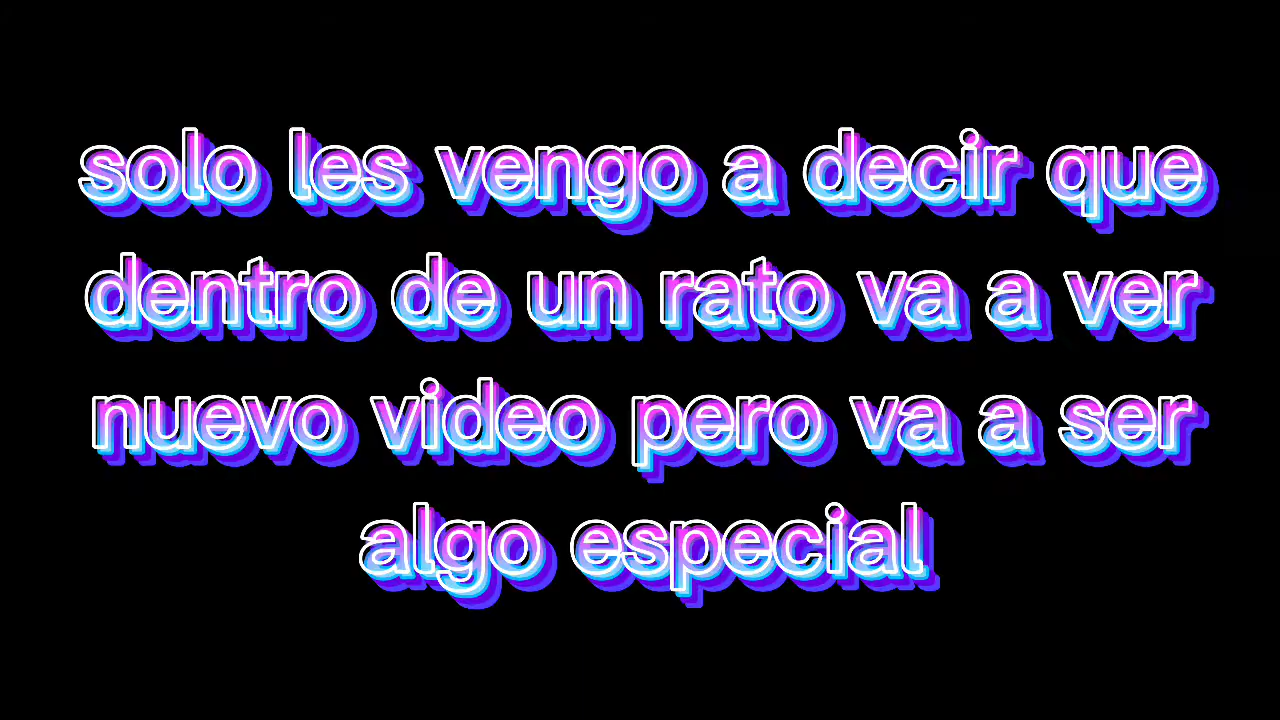 solo les vengo a decir que
dentro de un rato va a ver
nuevo video pero va a ser
algo especial